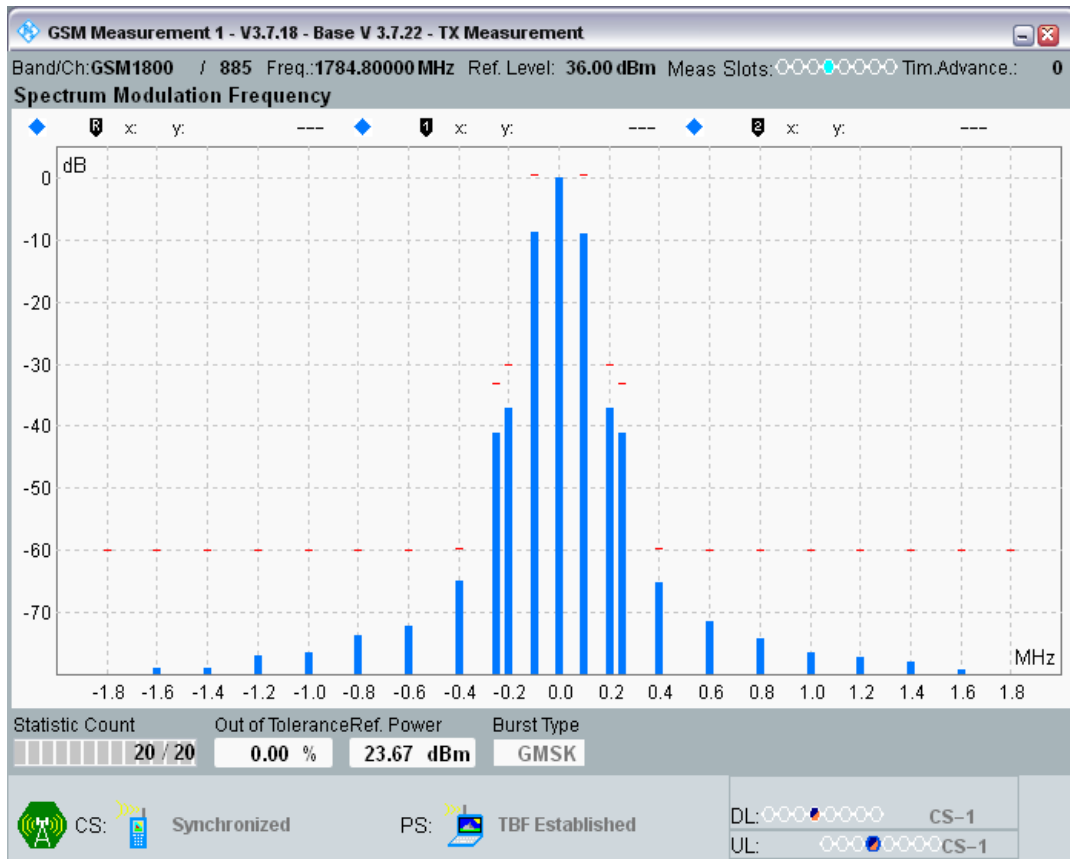 GSM Measurement 1 - V3.7.18 - Base V 3.7.22 - TX Measurement
Band/Ch:GSM1800 / 885 Freq.:1784.80000 MHz Ref. Level: 36.00 dBm Meas Slots: Tim.Advance.: 0
Spectrum Modulation Frequency
R x: y: --- 1 x: y: --- 2 x: y: ---
dB
0
-10
-20
-30
-40
-50
-60
-70
MHz
-1.8 -1.6 -1.4 -1.2 -1.0 -0.8 -0.6 -0.4 -0.2 0.0 0.2 0.4 0.6 0.8 1.0 1.2 1.4 1.6 1.8
Statistic Count Out of Tolerance Ref. Power Burst Type
20 / 20 0.00 % 23.67 dBm GMSK
CS: Synchronized PS: TBF Established
DL: CS-1
UL: CS-1